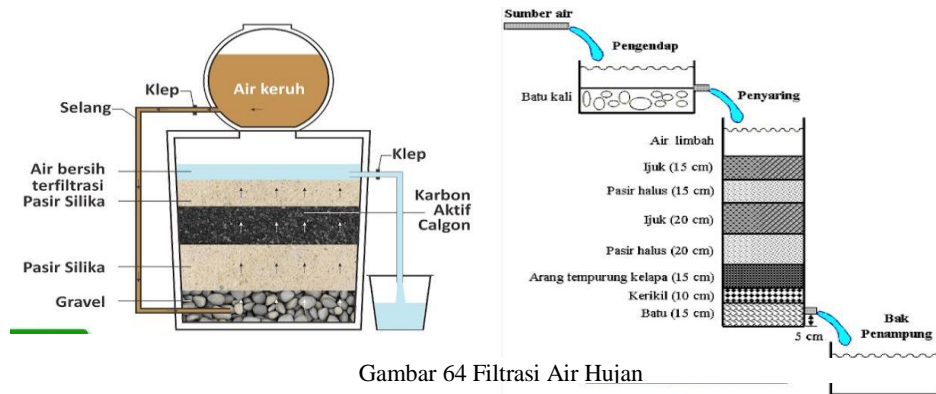 Air keruh
Klep
Selang
Klep
Air bersih
terfiltrasi
Pasir Silika
Karbon
Aktif
Calgon
Pasir Silika
Gravel
Sumber air
Pengendap
Batu kali
Penyaring
Air limbah
Ijuk (15 cm)
Pasir halus (15 cm)
Ijuk (20 cm)
Pasir halus (20 cm)
Arang tempurung kelapa (15 cm)
Kerikil (10 cm)
Batu (15 cm)
5 cm
Bak
Penampung
Gambar 64 Filtrasi Air Hujan